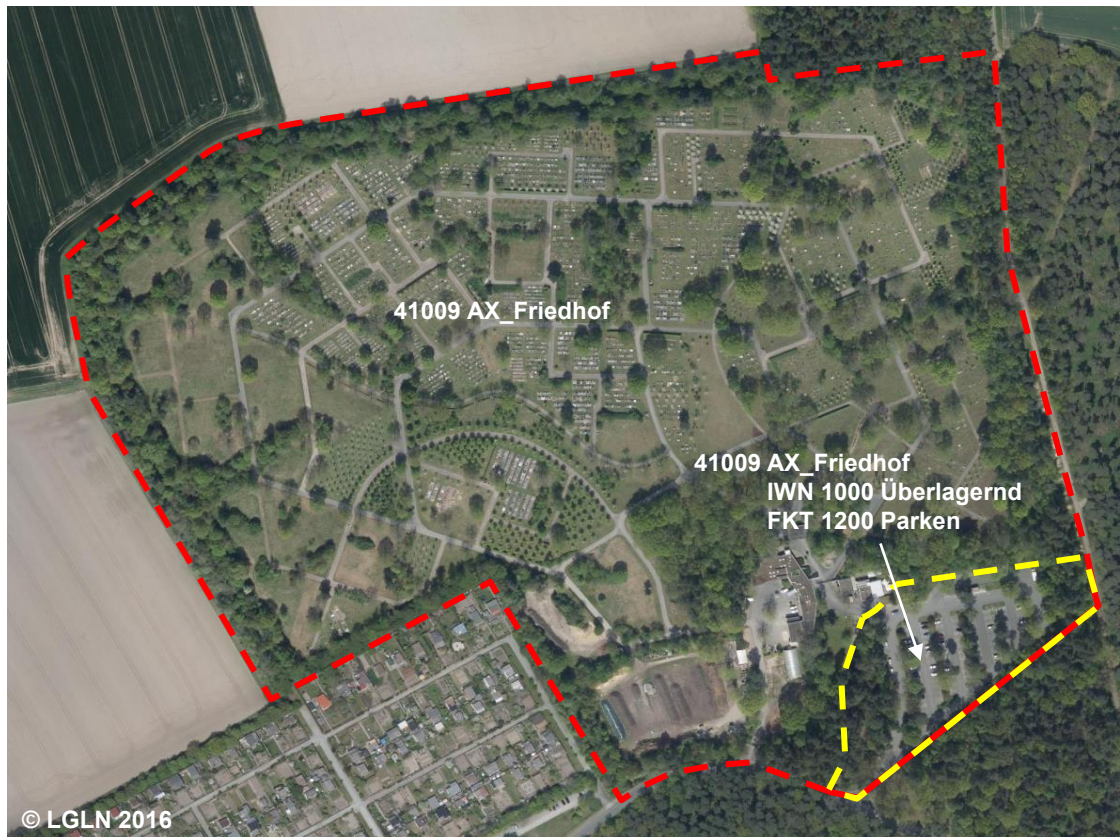 41009 AX_Friedhof
41009 AX_Friedhof
IWN 1000 Überlagernd
FKT 1200 Parken
© LGLN 2016